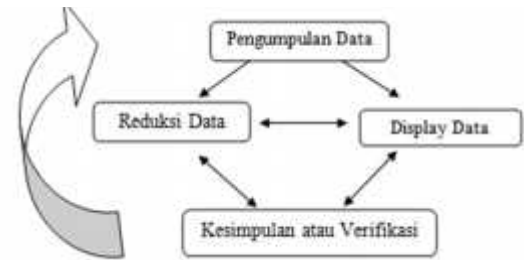 Pengumpulan Data
Reduksi Data
Display Data
Kesimpulan atau Verifikasi